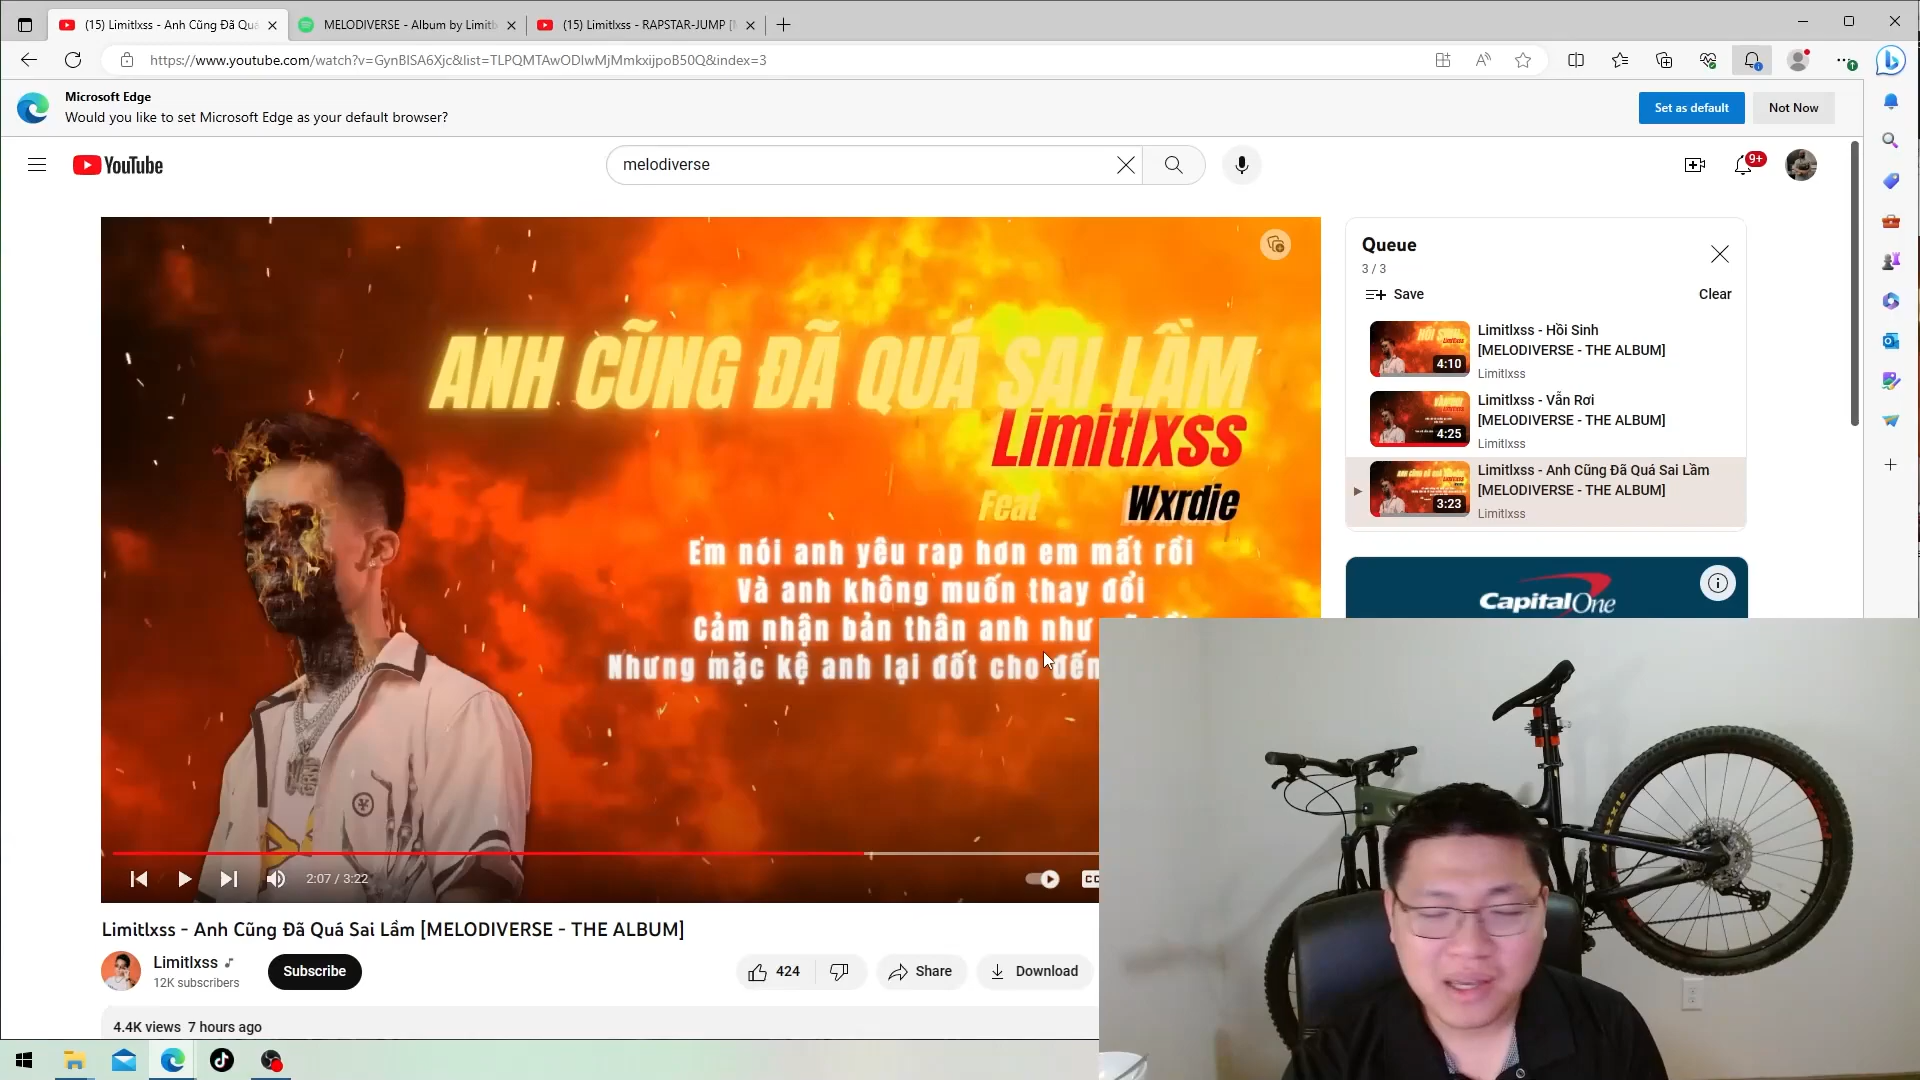 (15) Limitlxss - Anh Cũng Đã Quá
MELODIVERSE - Album by Limitl
(15) Limitlxss - RAPSTAR-JUMP [
https://www.youtube.com/watch?v=GynBISA6Xjc&list=TLPQMTAwODIwMjMmkxijpoB50Q&index=3
Microsoft Edge
Would you like to set Microsoft Edge as your default browser?
Set as default
Not Now
YouTube
melodiverse
9+
ANH CŨNG ĐÃ QUÁ SAI LẦM
Limitlxss
Feat Wxrdie
Em nói anh yêu rap hơn em mất rồi
Và anh không muốn thay đổi
Cảm nhận bản thân anh như
Nhưng mặc kệ anh lại đốt cho đến
2:07 / 3:22
CC
Queue
3 / 3
Save
Clear
Limitlxss - Hồi Sinh
[MELODIVERSE - THE ALBUM]
Limitlxss
4:10
Limitlxss - Vẫn Rơi
[MELODIVERSE - THE ALBUM]
Limitlxss
4:25
Limitlxss - Anh Cũng Đã Quá Sai Lầm
[MELODIVERSE - THE ALBUM]
Limitlxss
3:23
CapitalOne
Limitlxss - Anh Cũng Đã Quá Sai Lầm [MELODIVERSE - THE ALBUM]
Limitlxss
12K subscribers
Subscribe
424
Share
Download
4.4K views 7 hours ago
MAXXIS